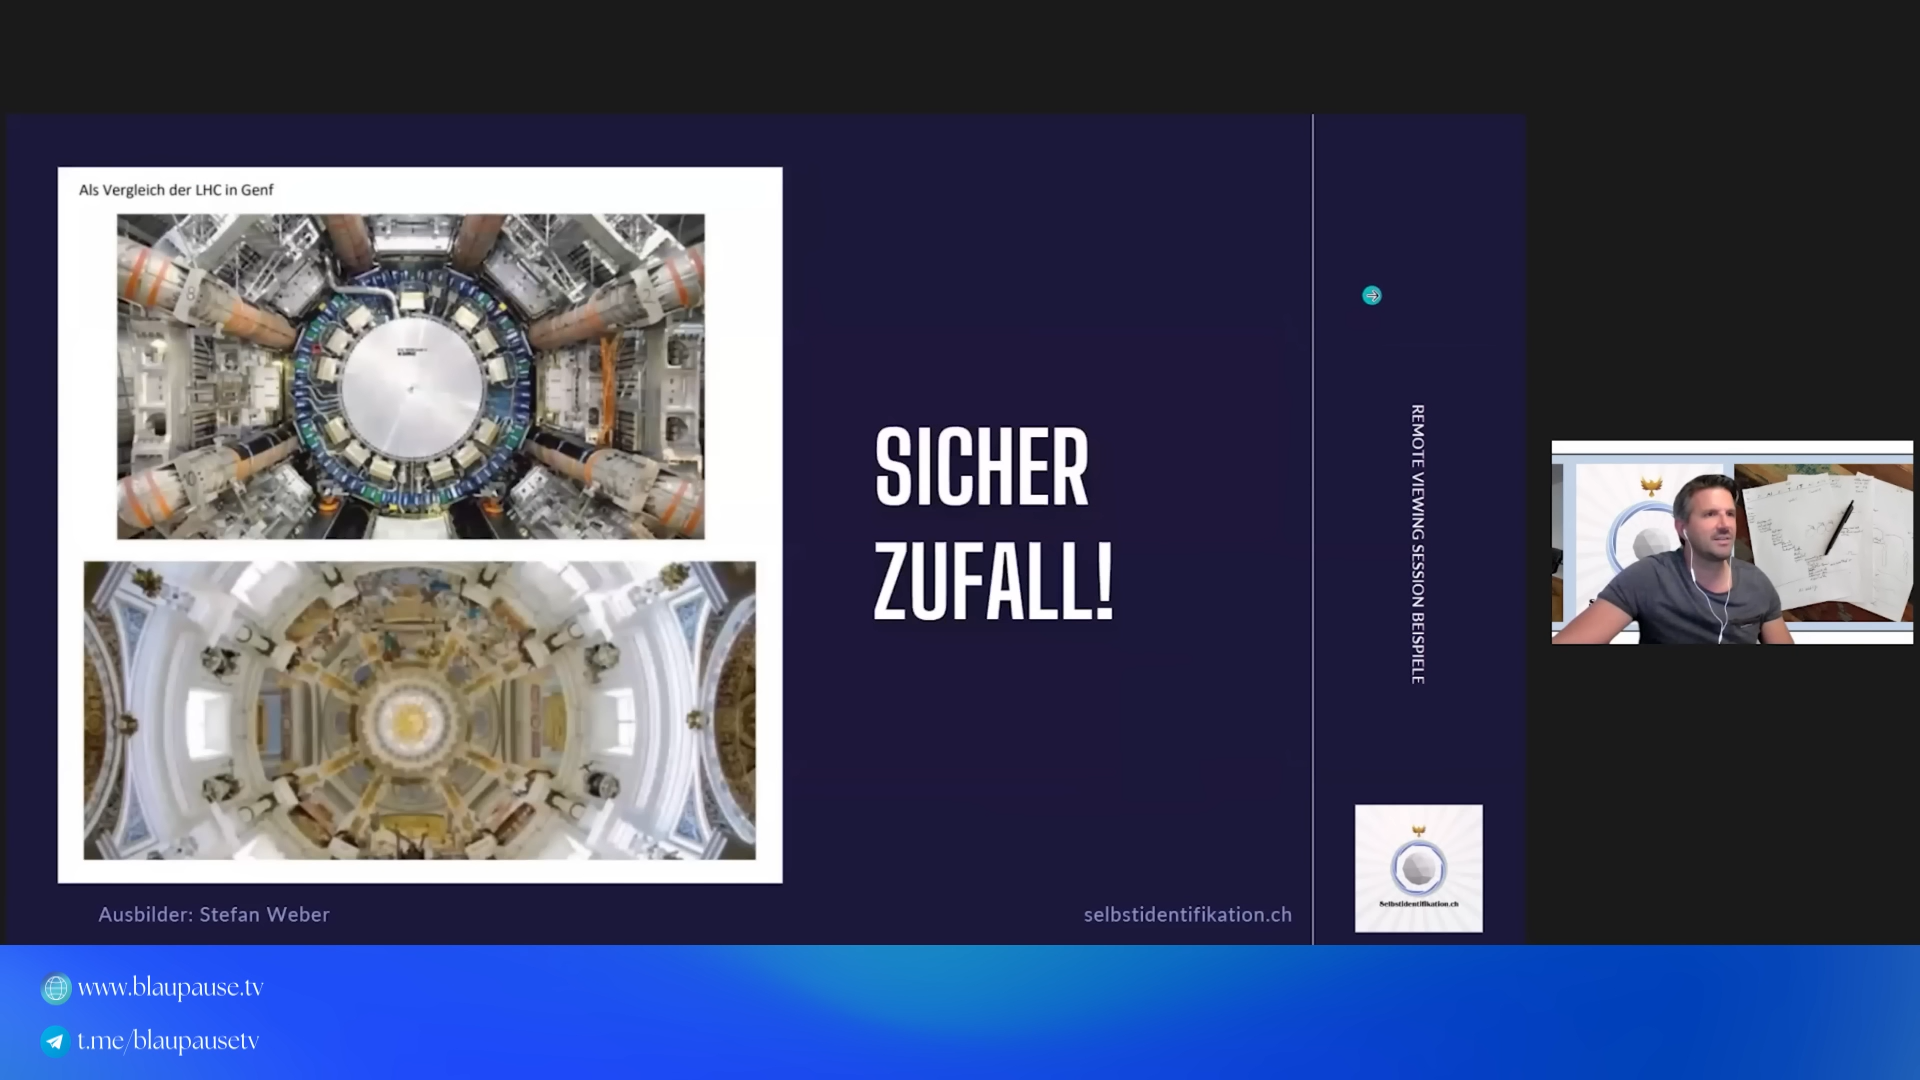 Als Vergleich der LHC in Genf
SICHER
ZUFALL!
REMOTE VIEWING SESSION BEISPIELE
Selbstidentifikation.ch
Ausbilder: Stefan Weber
selbstidentifikation.ch
www.blaupause.tv
t.me/blaupausetv